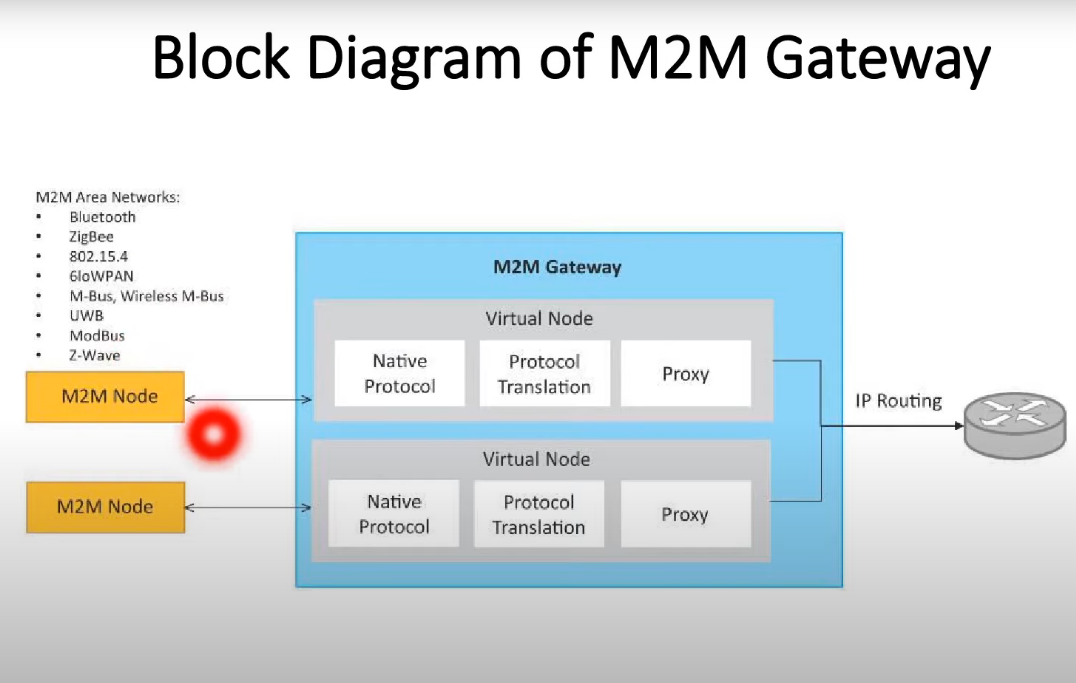 Block Diagram of M2M Gateway
M2M Area Networks:
• Bluetooth
• ZigBee
• 802.15.4
• 6loWPAN
• M-Bus, Wireless M-Bus
• UWB
• ModBus
• Z-Wave
M2M Node
M2M Node
M2M Gateway
Virtual Node
Native
Protocol
Protocol
Translation
Proxy
Virtual Node
Native
Protocol
Protocol
Translation
Proxy
IP Routing